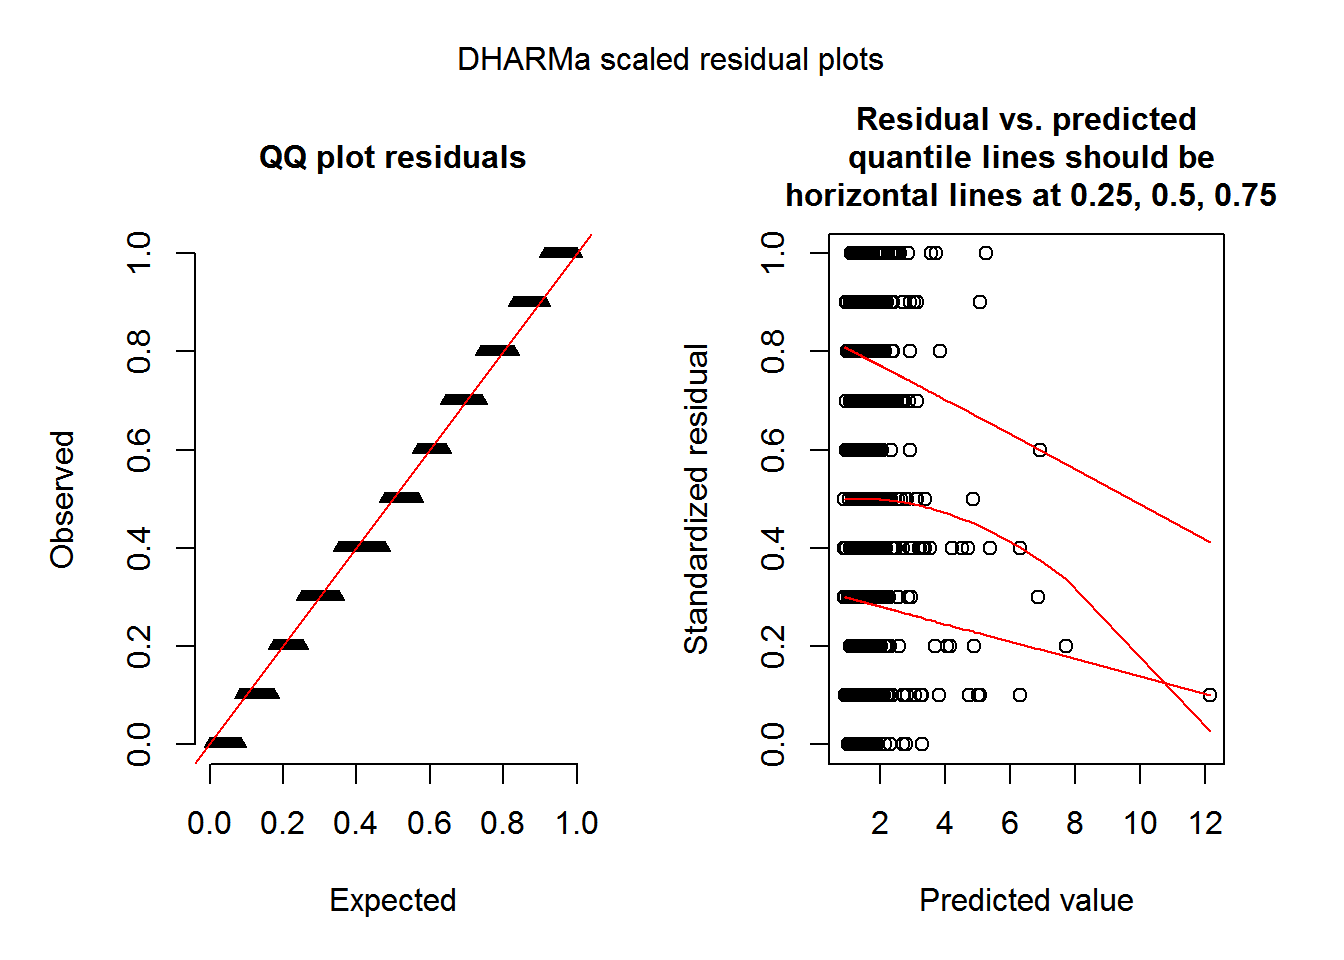 DHARMa scaled residual plots
QQ plot residuals
Observed
0.0 0.2 0.4 0.6 0.8 1.0
0.0 0.2 0.4 0.6 0.8 1.0
Expected
Residual vs. predicted
quantile lines should be
horizontal lines at 0.25, 0.5, 0.75
Standardized residual
0.0 0.2 0.4 0.6 0.8 1.0
2 4 6 8 10 12
Predicted value